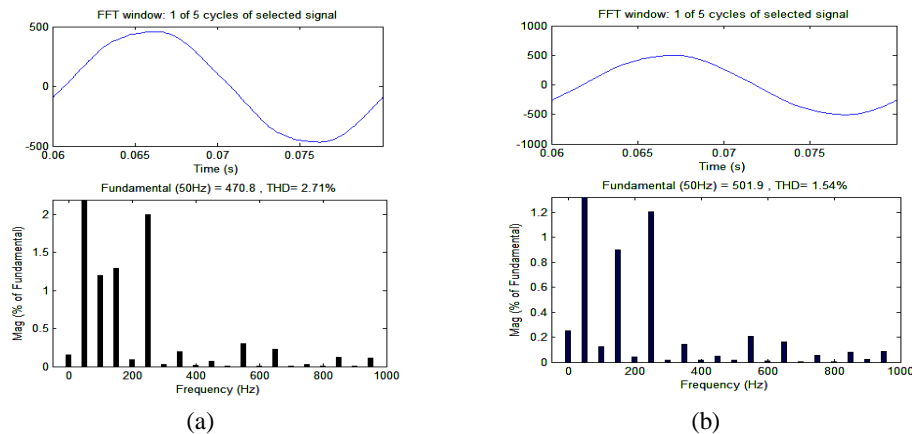 FFT window: 1 of 5 cycles of selected signal
500
0
-500
0.06 0.065 0.07 0.075
Time (s)
Fundamental (50Hz) = 470.8 , THD= 2.71%
Mag (% of Fundamental)
2
1.5
1
0.5
0
0 200 400 600 800 1000
Frequency (Hz)
(a)
FFT window: 1 of 5 cycles of selected signal
1000
500
0
-500
-1000
0.06 0.065 0.07 0.075
Time (s)
Fundamental (50Hz) = 501.9 , THD= 1.54%
Mag (% of Fundamental)
1.2
1
0.8
0.6
0.4
0.2
0
0 200 400 600 800 1000
Frequency (Hz)
(b)